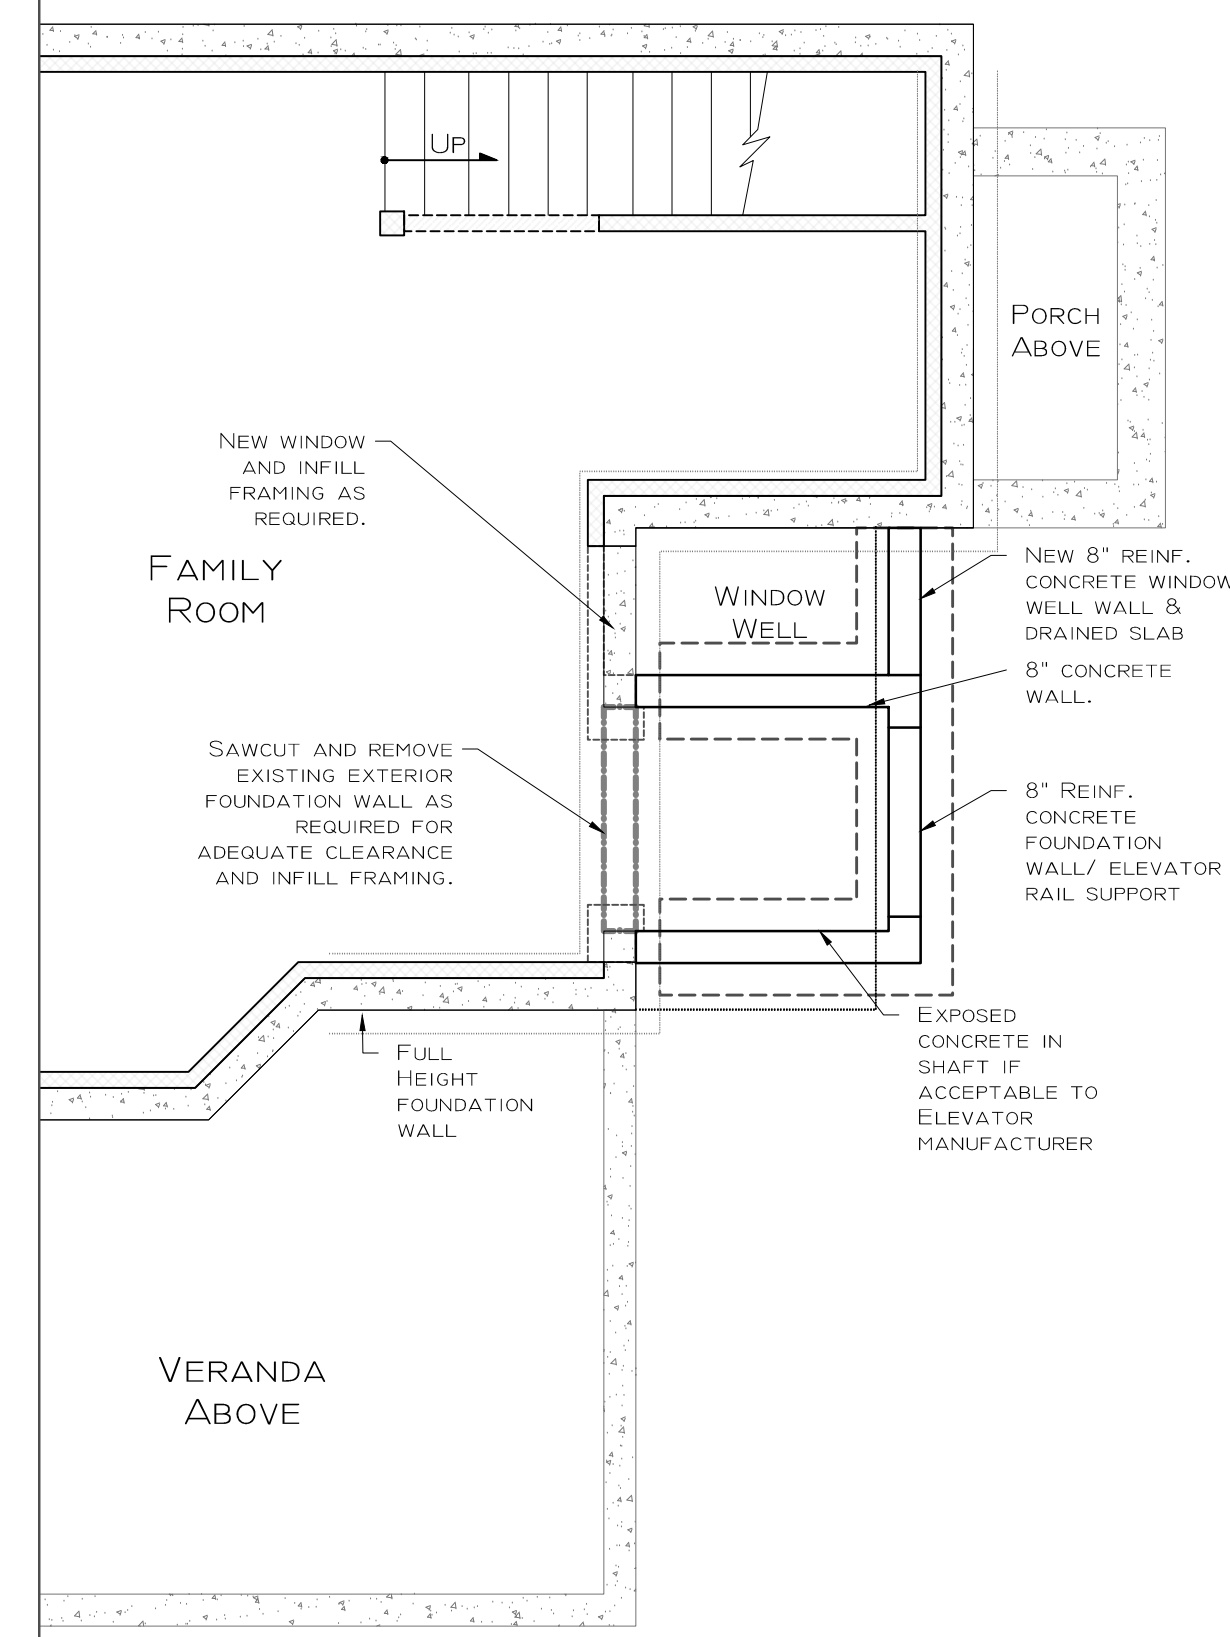 Up
Porch
Above
New window
and infill
framing as
required.
Family
Room
Window
Well
New 8" reinf.
concrete window
well wall &
drained slab
8" concrete
wall.
Sawcut and remove
existing exterior
foundation wall as
required for
adequate clearance
and infill framing.
8" Reinf.
concrete
foundation
wall/ elevator
rail support
Exposed
concrete in
shaft if
acceptable to
Elevator
manufacturer
Full
Height
foundation
wall
Veranda
Above